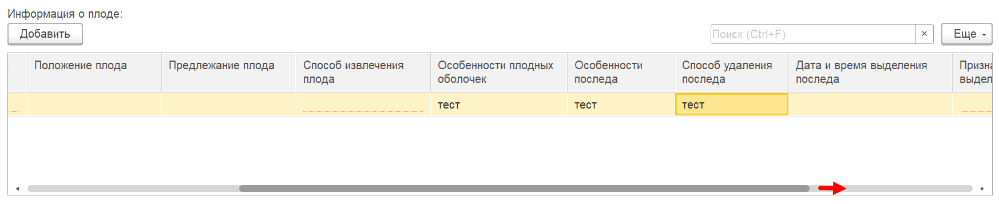 Информация о плоде:
Добавить
Поиск (Ctrl+F)
×
Еще
Положение плода
Предлежание плода
Способ извлечения
плода
Особенности плодных
оболочек
Особенности
последа
Способ удаления
последа
Дата и время выделения
последа
Призна
выдел
тест
тест
тест